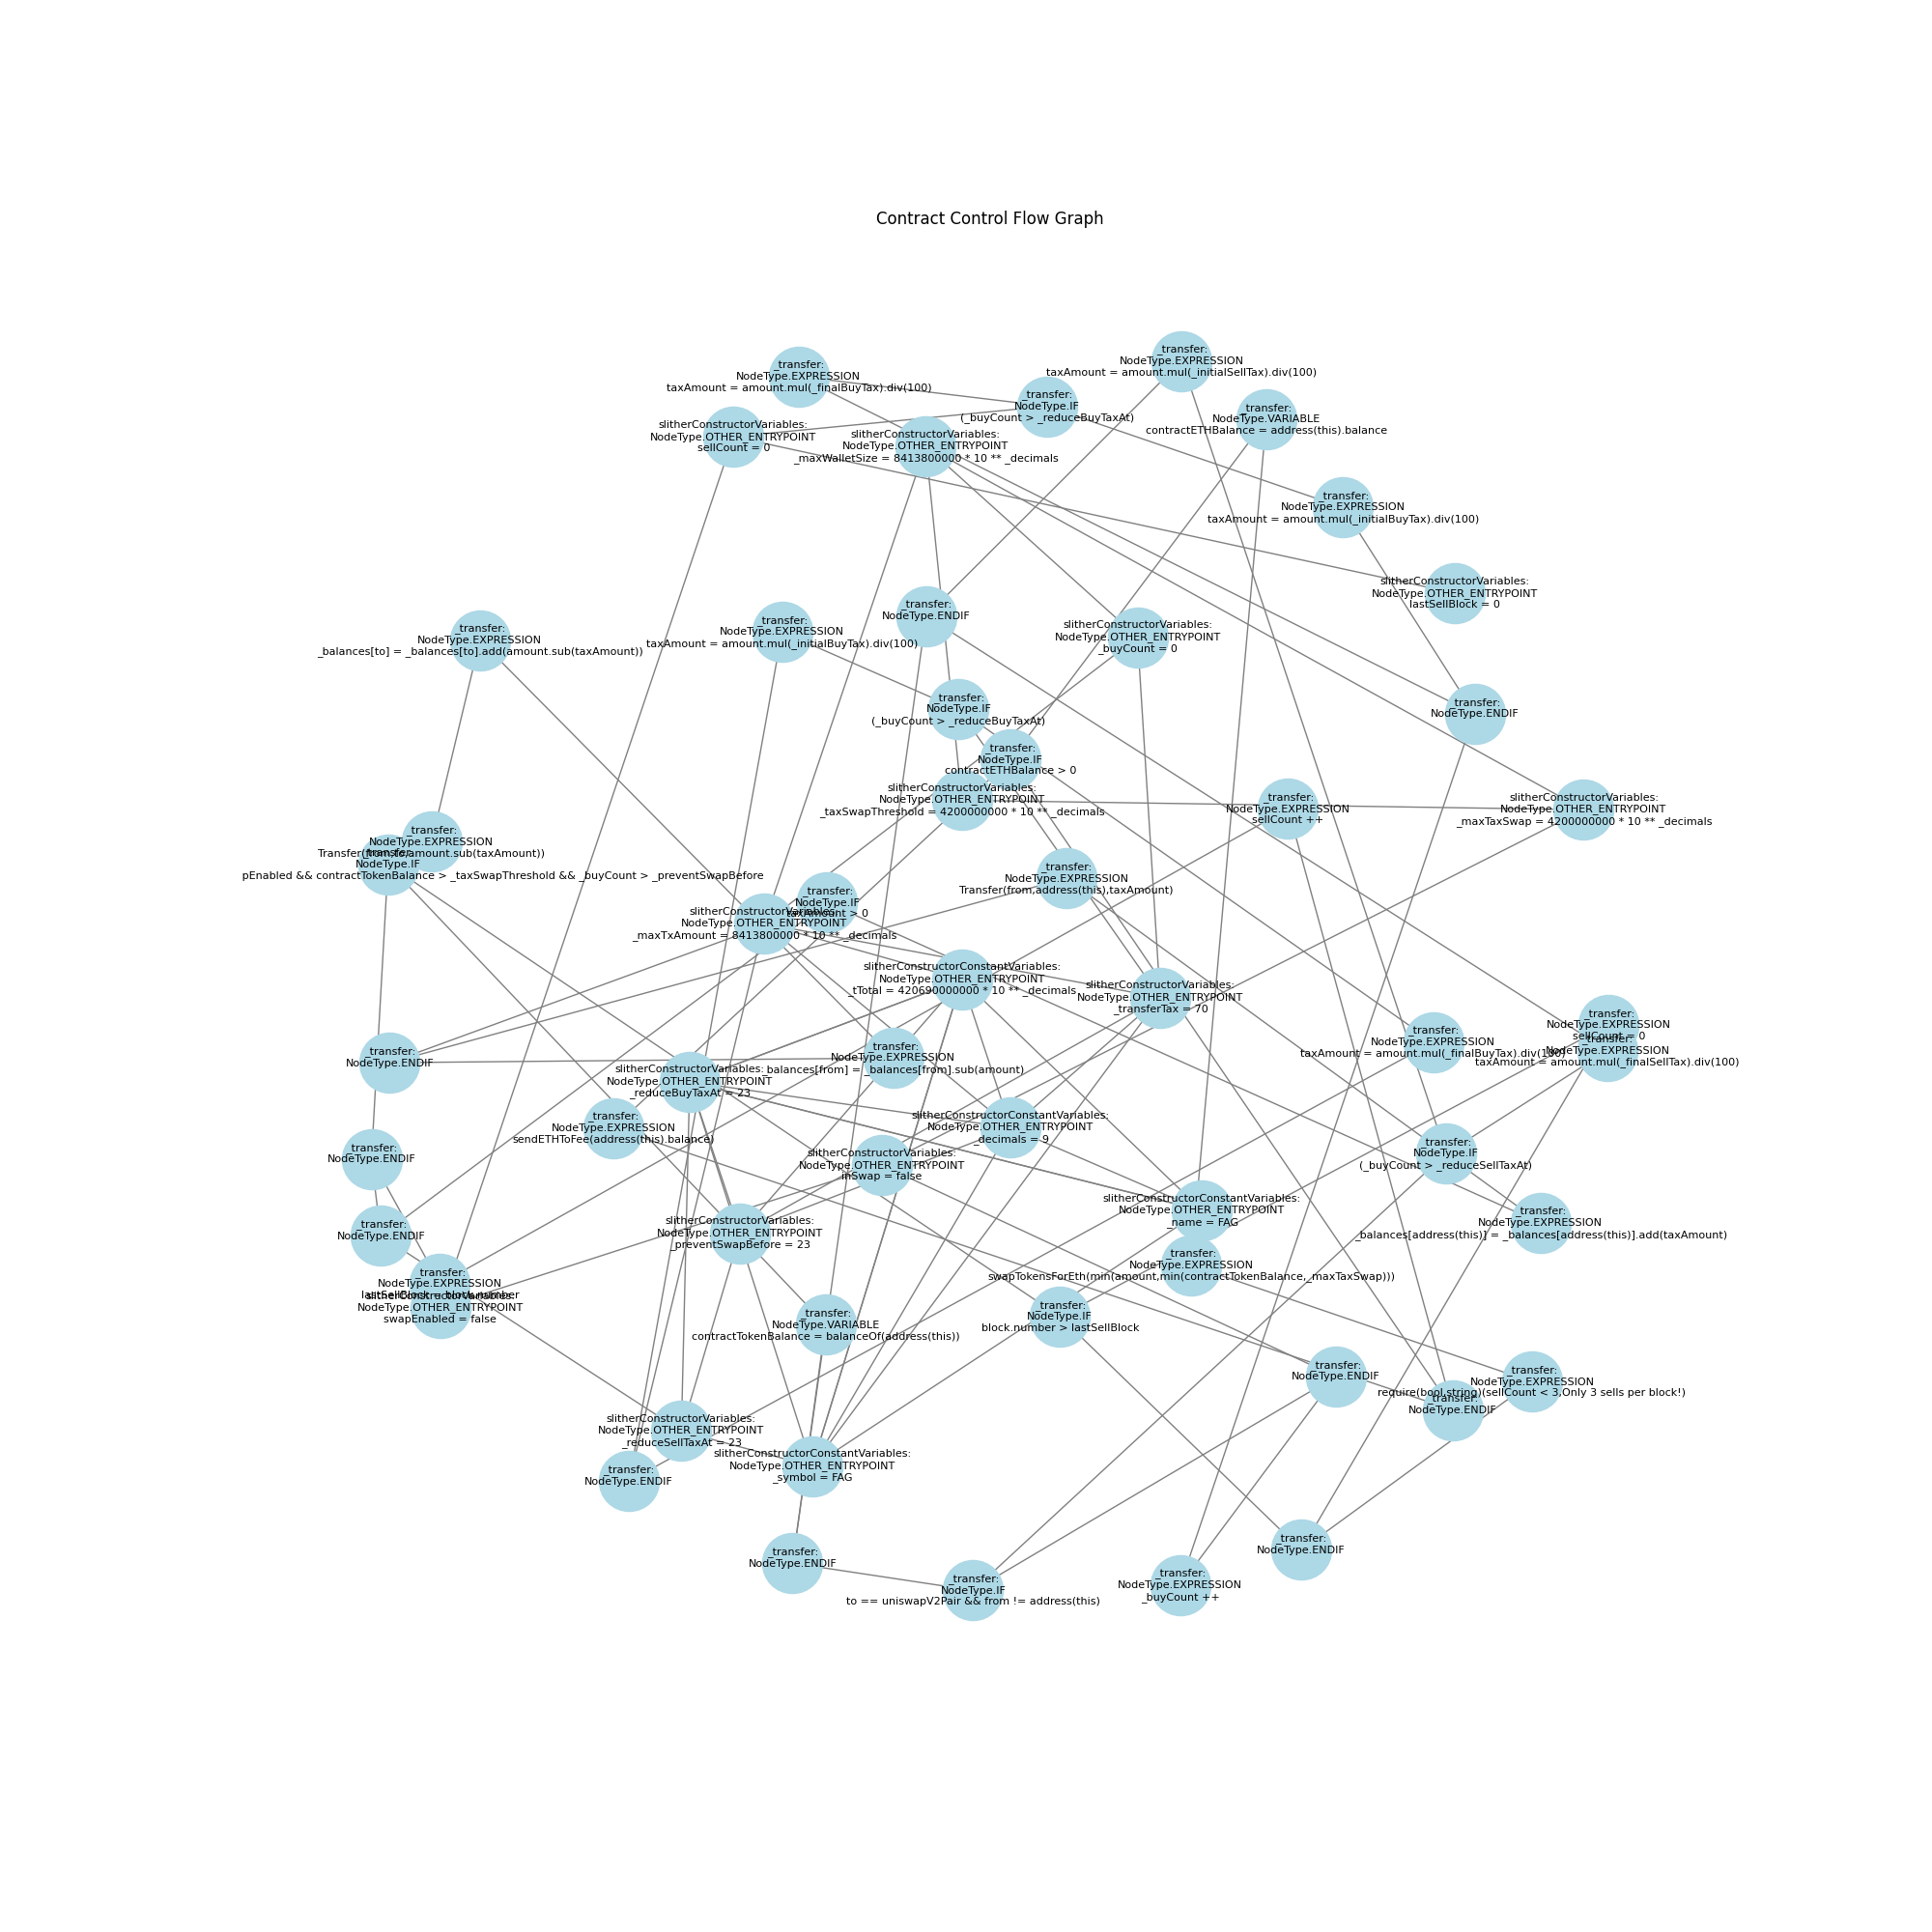 Contract Control Flow Graph
_transfer:
NodeType.EXPRESSION
taxAmount = amount.mul(_initialSellTax).div(100)
_transfer:
NodeType.EXPRESSION
taxAmount = amount.mul(_finalBuyTax).div(100)
_transfer:
NodeType.IF
(_buyCount > _reduceBuyTaxAt)
_transfer:
NodeType.VARIABLE
contractETHBalance = address(this).balance
slitherConstructorVariables:
NodeType.OTHER_ENTRYPOINT
sellCount = 0
slitherConstructorVariables:
NodeType.OTHER_ENTRYPOINT
_maxWalletSize = 8413800000 * 10 ** _decimals
_transfer:
NodeType.EXPRESSION
taxAmount = amount.mul(_initialBuyTax).div(100)
slitherConstructorVariables:
NodeType.OTHER_ENTRYPOINT
lastSellBlock = 0
_transfer:
NodeType.ENDIF
_transfer:
NodeType.EXPRESSION
taxAmount = amount.mul(_initialBuyTax).div(100)
_transfer:
NodeType.EXPRESSION
_balances[to] = _balances[to].add(amount.sub(taxAmount))
slitherConstructorVariables:
NodeType.OTHER_ENTRYPOINT
_buyCount = 0
_transfer:
NodeType.IF
(_buyCount > _reduceBuyTaxAt)
_transfer:
NodeType.ENDIF
_transfer:
NodeType.IF
contractETHBalance > 0
slitherConstructorVariables:
NodeType.OTHER_ENTRYPOINT
_taxSwapThreshold = 4200000000 * 10 ** _decimals
_transfer:
NodeType.EXPRESSION
sellCount ++
slitherConstructorVariables:
NodeType.OTHER_ENTRYPOINT
_maxTaxSwap = 4200000000 * 10 ** _decimals
_transfer:
NodeType.EXPRESSION
Transfer(from,to,amount.sub(taxAmount))
_transfer:
NodeType.IF
pEnabled && contractTokenBalance > _taxSwapThreshold && _buyCount > _preventSwapBefore
_transfer:
NodeType.EXPRESSION
Transfer(from,address(this),taxAmount)
_transfer:
NodeType.IF
taxAmount > 0
slitherConstructorVariables:
NodeType.OTHER_ENTRYPOINT
_maxTxAmount = 8413800000 * 10 ** _decimals
slitherConstructorConstantVariables:
NodeType.OTHER_ENTRYPOINT
_tTotal = 420690000000 * 10 ** _decimals
slitherConstructorVariables:
NodeType.OTHER_ENTRYPOINT
_transferTax = 70
_transfer:
NodeType.EXPRESSION
sellCount = 0
_transfer:
NodeType.EXPRESSION
taxAmount = amount.mul(_finalBuyTax).div(100)
_transfer:
NodeType.EXPRESSION
taxAmount = amount.mul(_finalSellTax).div(100)
_transfer:
NodeType.ENDIF
_transfer:
NodeType.EXPRESSION
_balances[from] = _balances[from].sub(amount)
slitherConstructorVariables:
NodeType.OTHER_ENTRYPOINT
_reduceBuyTaxAt = 23
_transfer:
NodeType.EXPRESSION
sendETHToFee(address(this).balance)
slitherConstructorConstantVariables:
NodeType.OTHER_ENTRYPOINT
_decimals = 9
_transfer:
NodeType.ENDIF
slitherConstructorVariables:
NodeType.OTHER_ENTRYPOINT
inSwap = false
_transfer:
NodeType.IF
(_buyCount > _reduceSellTaxAt)
slitherConstructorConstantVariables:
NodeType.OTHER_ENTRYPOINT
_name = FAG
_transfer:
NodeType.EXPRESSION
_balances[address(this)] = _balances[address(this)].add(taxAmount)
_transfer:
NodeType.ENDIF
slitherConstructorVariables:
NodeType.OTHER_ENTRYPOINT
_preventSwapBefore = 23
_transfer:
NodeType.EXPRESSION
swapTokensForEth(min(amount,min(contractTokenBalance,_maxTaxSwap)))
_transfer:
NodeType.EXPRESSION
lastSellBlock = block.number
slitherConstructorVariables:
NodeType.OTHER_ENTRYPOINT
swapEnabled = false
_transfer:
NodeType.IF
block.number > lastSellBlock
_transfer:
NodeType.VARIABLE
contractTokenBalance = balanceOf(address(this))
_transfer:
NodeType.ENDIF
_transfer:
NodeType.EXPRESSION
require(bool,string)(sellCount < 3,Only 3 sells per block!)
_transfer:
NodeType.ENDIF
slitherConstructorVariables:
NodeType.OTHER_ENTRYPOINT
_reduceSellTaxAt = 23
slitherConstructorConstantVariables:
NodeType.OTHER_ENTRYPOINT
_symbol = FAG
_transfer:
NodeType.ENDIF
_transfer:
NodeType.ENDIF
_transfer:
NodeType.ENDIF
_transfer:
NodeType.IF
to == uniswapV2Pair && from != address(this)
_transfer:
NodeType.EXPRESSION
_buyCount ++